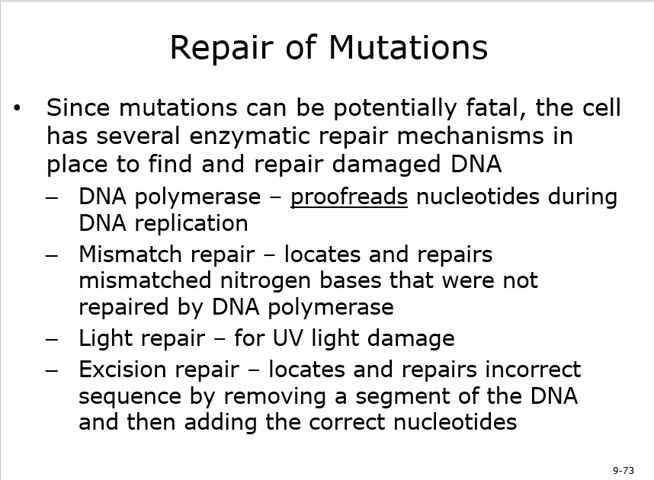 Repair of Mutations
• Since mutations can be potentially fatal, the cell
has several enzymatic repair mechanisms in
place to find and repair damaged DNA
– DNA polymerase – proofreads nucleotides during
DNA replication
– Mismatch repair – locates and repairs
mismatched nitrogen bases that were not
repaired by DNA polymerase
– Light repair – for UV light damage
– Excision repair – locates and repairs incorrect
sequence by removing a segment of the DNA
and then adding the correct nucleotides
9-73